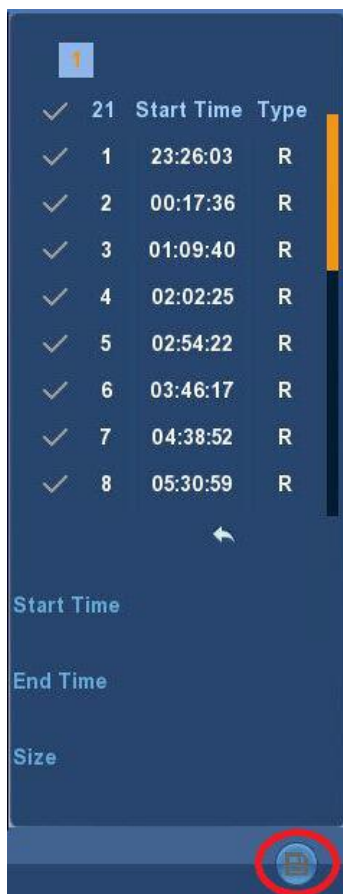 1
21 Start Time Type
1 23:26:03 R
2 00:17:36 R
3 01:09:40 R
4 02:02:25 R
5 02:54:22 R
6 03:46:17 R
7 04:38:52 R
8 05:30:59 R
Start Time
End Time
Size